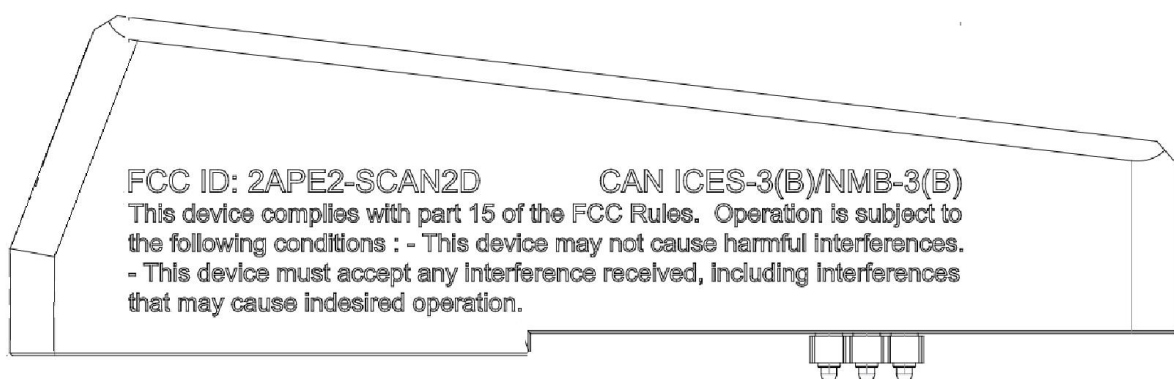 FCC ID: 2APE2-SCAN2D CAN ICES-3(B)/NMB-3(B)
This device complies with part 15 of the FCC Rules. Operation is subject to
the following conditions : - This device may not cause harmful interferences.
- This device must accept any interference received, including interferences
that may cause indesired operation.